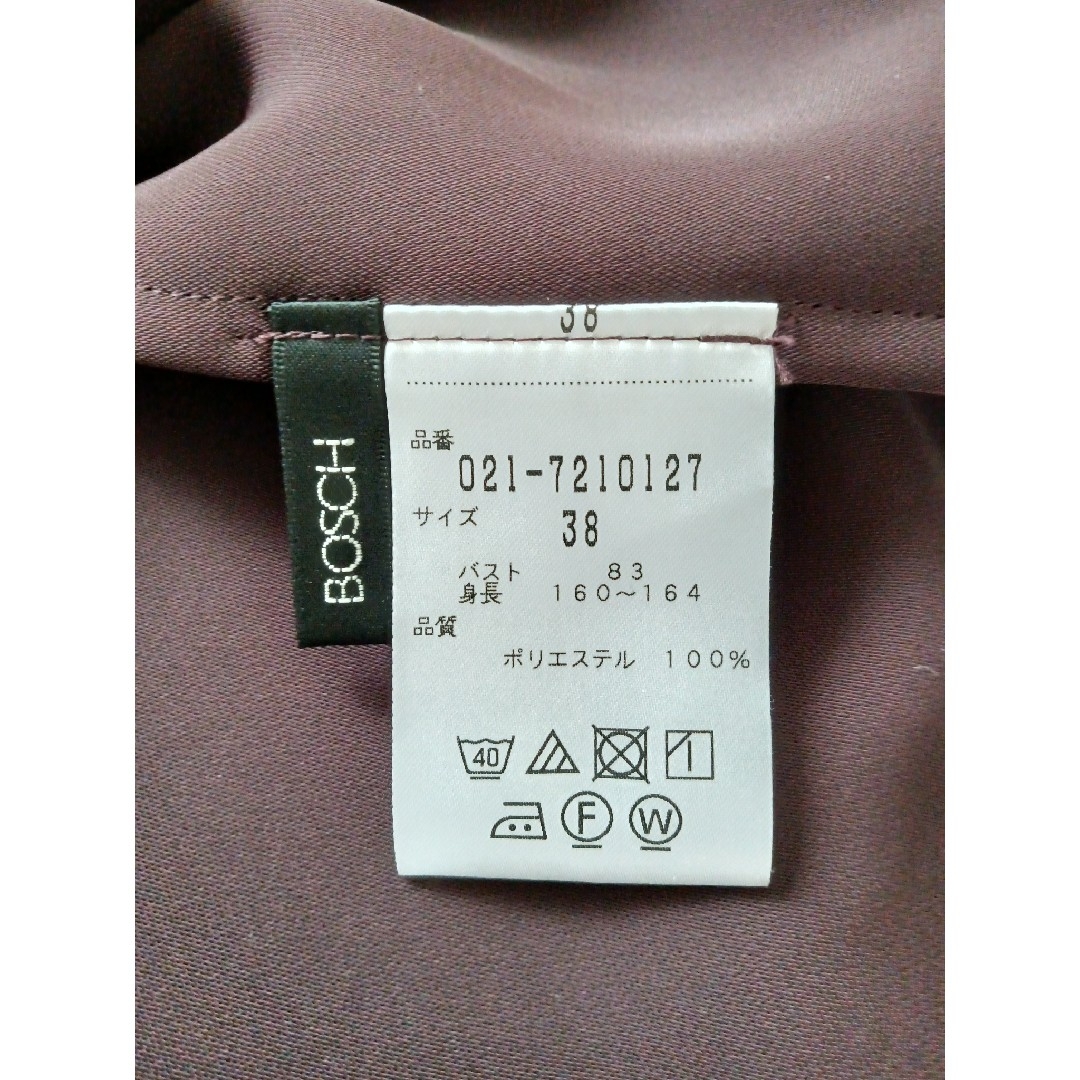 38
BOSCH
品番
021-7210127
サイズ 38
バスト 83
身長 160～164
品質
ポリエステル 100%
40
F W